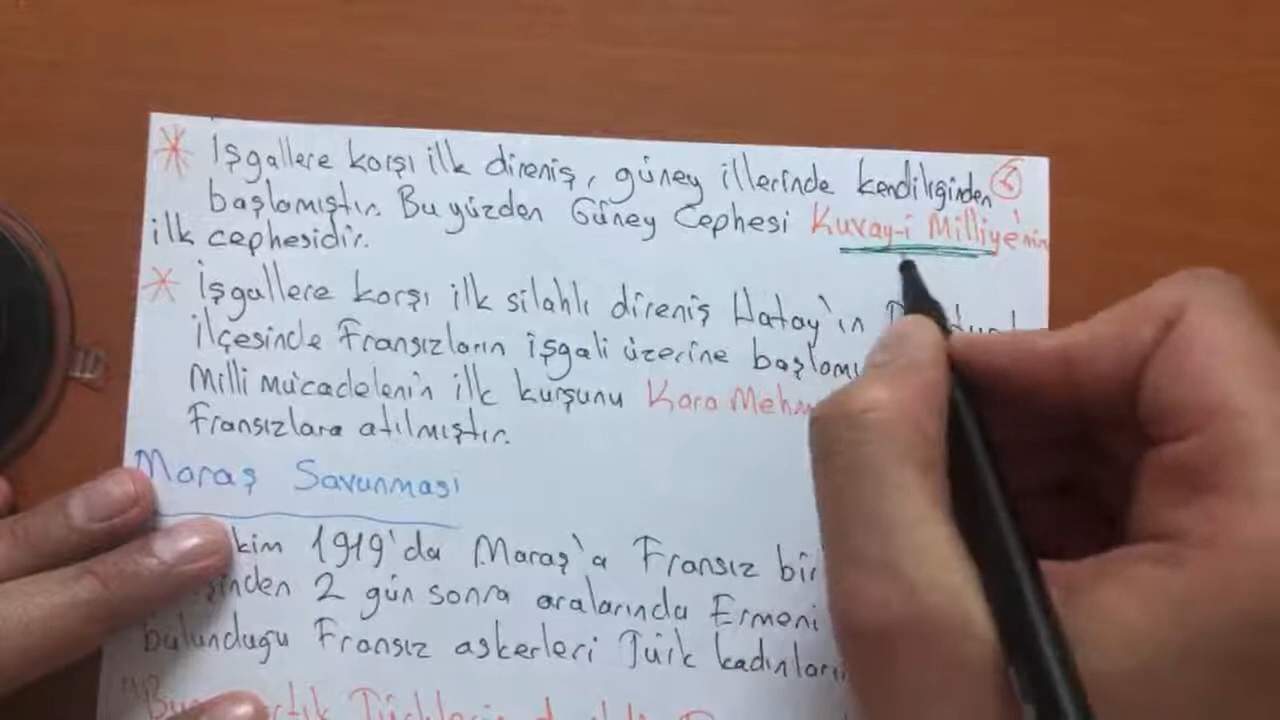 * İşgallere karşı ilk direniş, güney illerinde kendiliğinden 6
başlamıştır. Bu yüzden Güney Cephesi Kuvay-i Milliye'nin
ilk cephesidir.
* İşgallere karşı ilk silahlı direniş Hatay'ın
ilçesinde Fransızların işgali üzerine
Milli mücadelenin ilk kurşunu Kara
Fransızlara atılmıştır.
Maraş Savunması
1919'da Maraş'a Fransız
2 gün sonra aralarında Ermeni
bulunduğu Fransız askerleri Türk